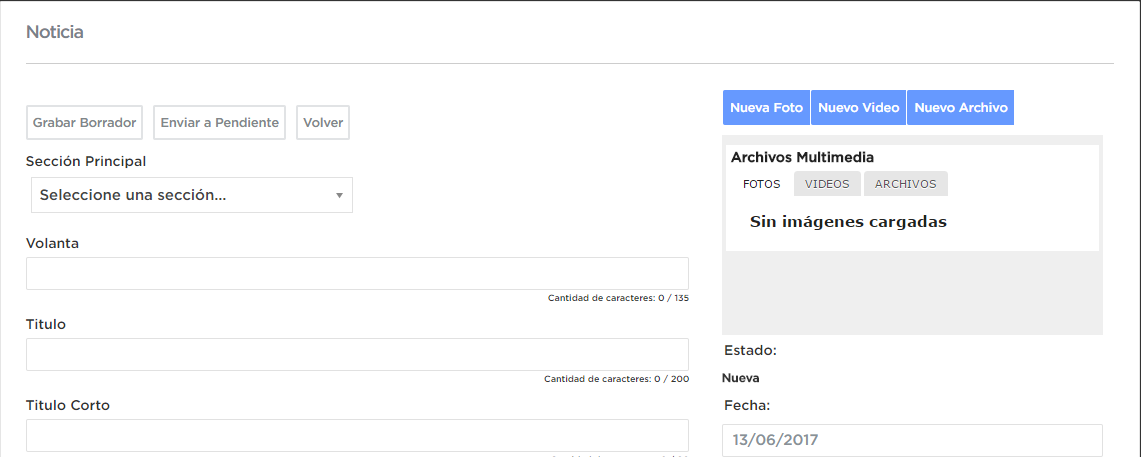 Noticia
Grabar Borrador
Enviar a Pendiente
Volver
Sección Principal
Seleccione una sección...
Volanta
Cantidad de caracteres: 0 / 135
Titulo
Cantidad de caracteres: 0 / 200
Titulo Corto
Nueva Foto
Nuevo Video
Nuevo Archivo
Archivos Multimedia
FOTOS
VIDEOS
ARCHIVOS
Sin imágenes cargadas
Estado:
Nueva
Fecha:
13/06/2017